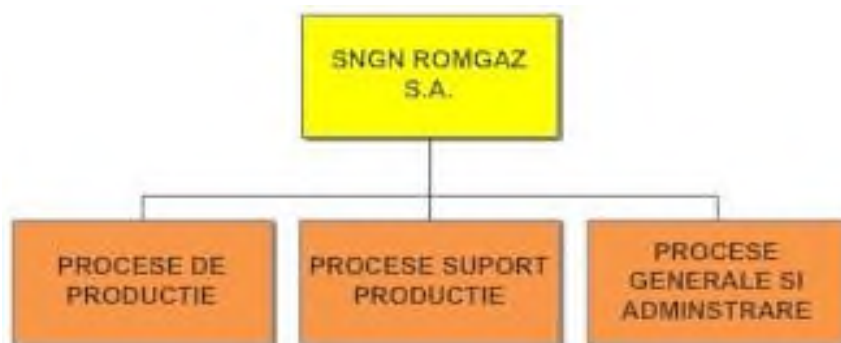 SNGN ROMGAZ
S.A.
PROCESE DE
PRODUCTIE
PROCESE SUPORT
PRODUCTIE
PROCESE
GENERALE SI
ADMINSTRARE